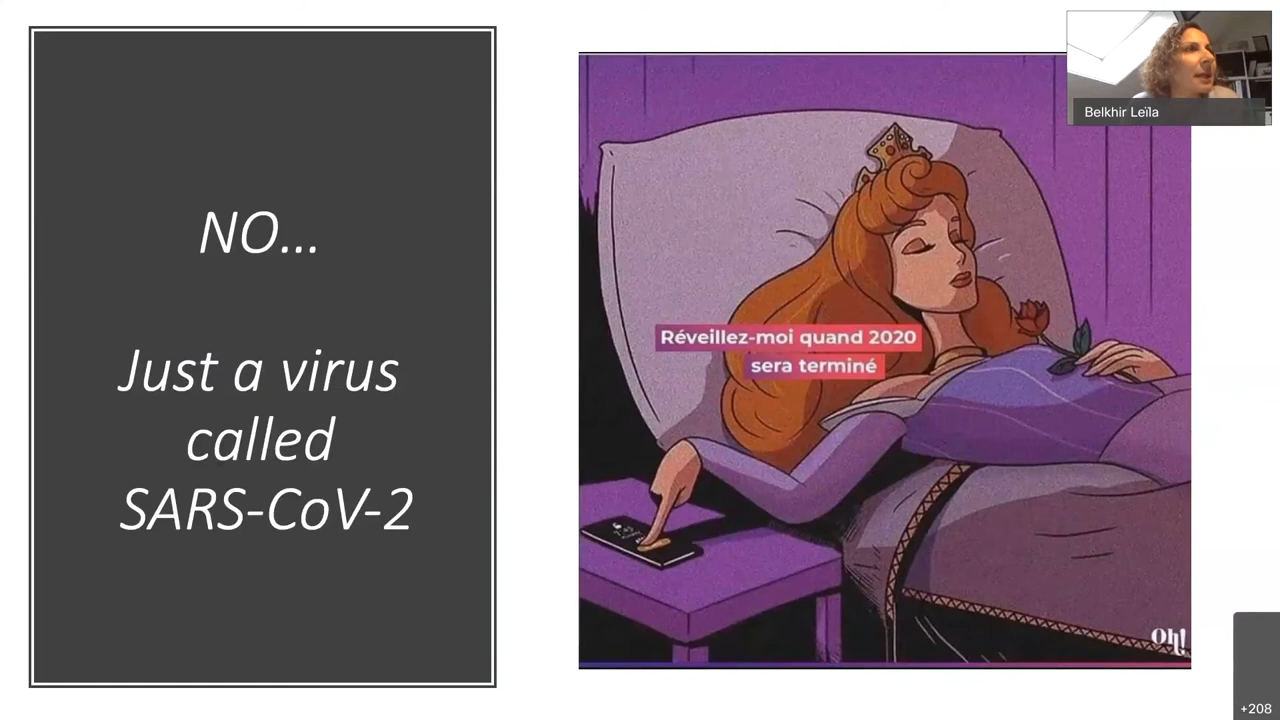 NO...
Just a virus
called
SARS-CoV-2
Réveillez-moi quand 2020
sera terminé
Oh!
Belkhir Leïla
+208